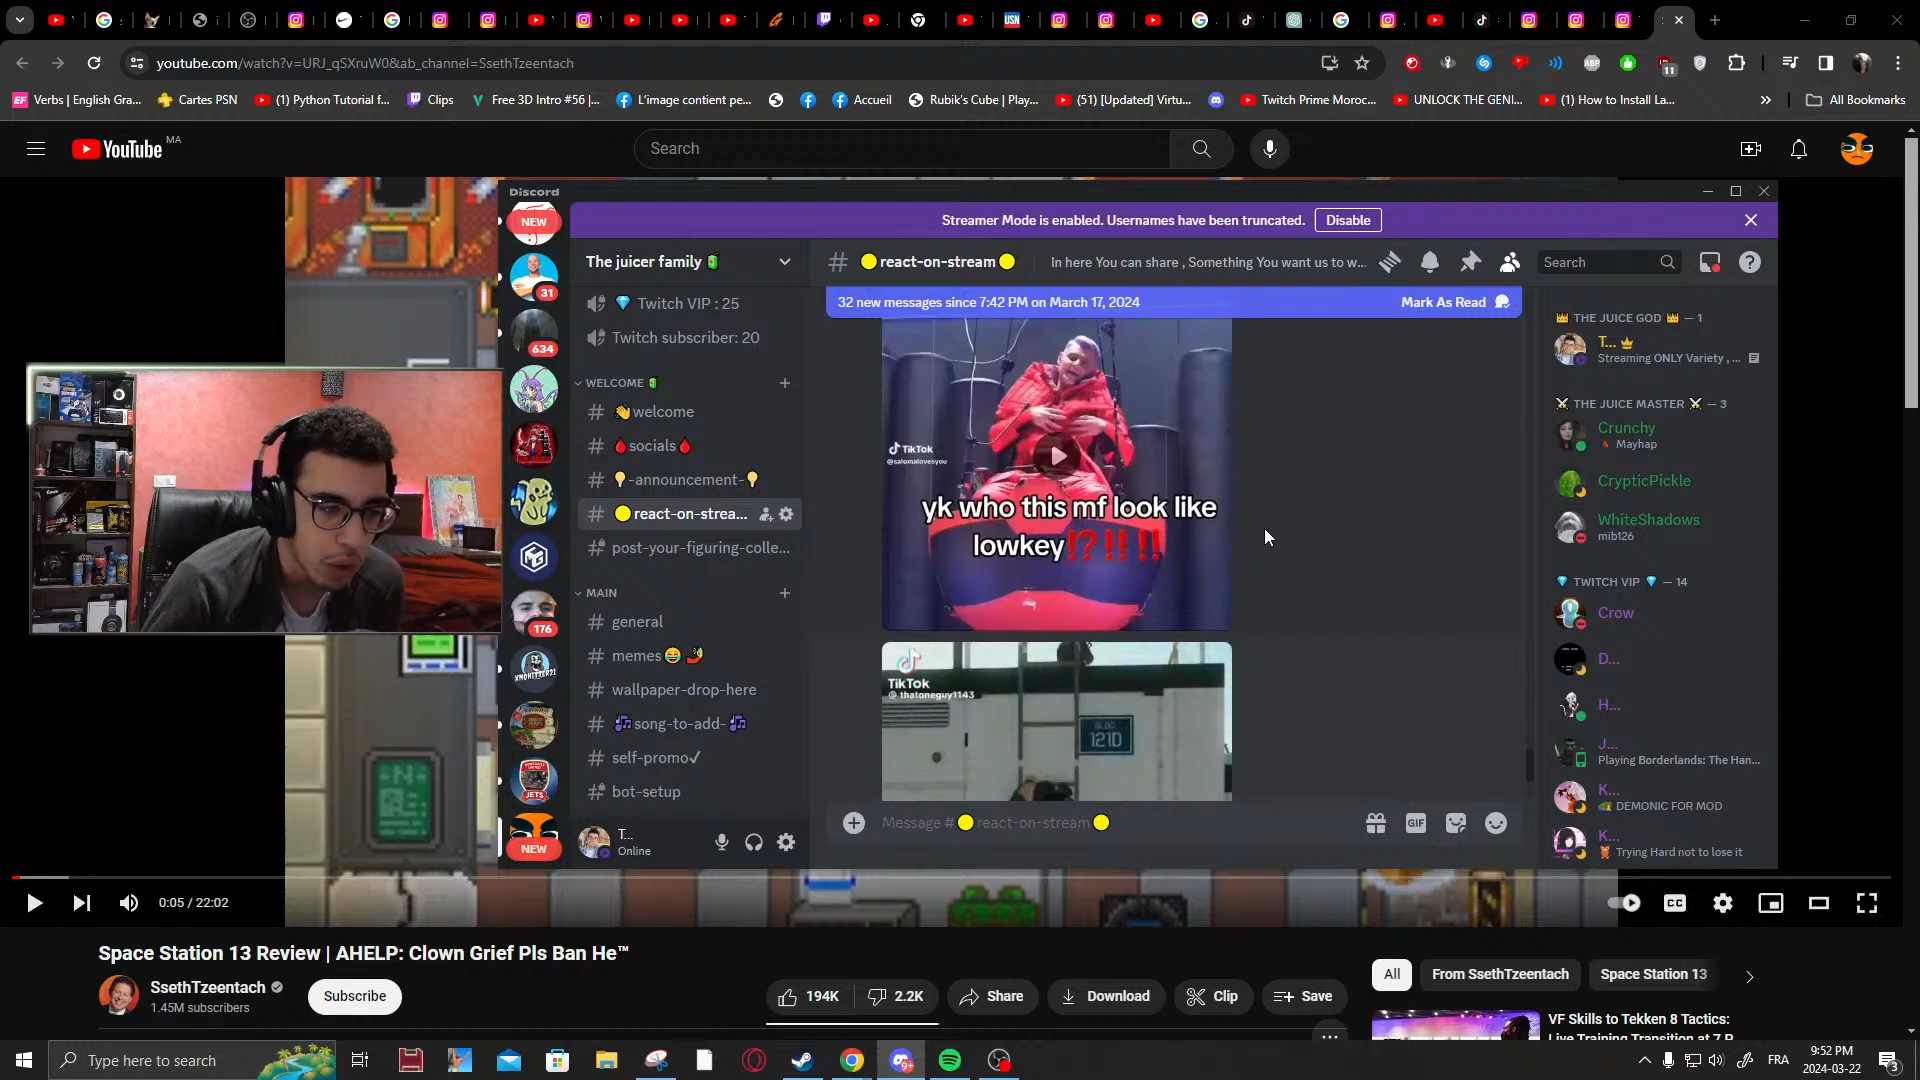 youtube.com/watch?v=URJ_qSXruW0&ab_channel=SsethTzeentach
11
Verbs | English Gra...
Cartes PSN
(1) Python Tutorial f...
Clips
Free 3D Intro #56 |...
L'image contient pe...
Accueil
Rubik's Cube | Play...
(51) [Updated] Virtu...
Twitch Prime Moroc...
UNLOCK THE GENI...
(1) How to Install La...
All Bookmarks
YouTube MA
Search
Discord
Streamer Mode is enabled. Usernames have been truncated.
Disable
NEW
31
634
176
JETS
NEW
The juicer family
Twitch VIP : 25
Twitch subscriber: 20
WELCOME
welcome
socials
-announcement-
react-on-strea...
post-your-figuring-colle...
MAIN
general
memes
wallpaper-drop-here
song-to-add-
self-promo✓
bot-setup
T...
Online
# react-on-stream
In here You can share , Something You want us to w...
Search
32 new messages since 7:42 PM on March 17, 2024
Mark As Read
TikTok
@salomalovesyou
yk who this mf look like
lowkey⁉️‼️‼️
TikTok
@ thatoneguy1143
BLDG.
121D
Message # react-on-stream
GIF
THE JUICE GOD — 1
T...
Streaming ONLY Variety , ...
THE JUICE MASTER — 3
Crunchy
Mayhap
CrypticPickle
WhiteShadows
mib126
TWITCH VIP — 14
Crow
D...
H...
J...
Playing Borderlands: The Han...
K...
DEMONIC FOR MOD
K...
Trying Hard not to lose it
0:05 / 22:02
CC
Space Station 13 Review | AHELP: Clown Grief Pls Ban He™
SsethTzeentach
1.45M subscribers
Subscribe
194K
2.2K
Share
Download
Clip
Save
All
From SsethTzeentach
Space Station 13
VF Skills to Tekken 8 Tactics:
Type here to search
9+
FRA
9:52 PM
2024-03-22
3